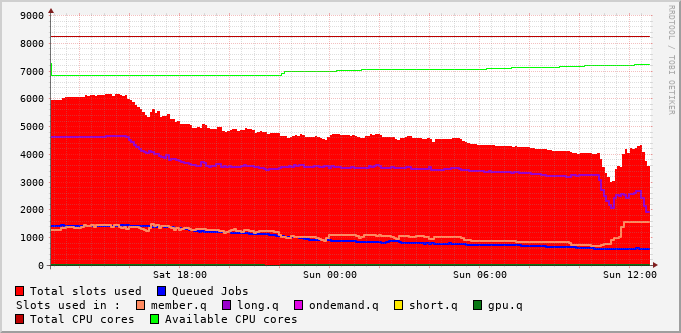 9000
8000
7000
6000
5000
4000
3000
2000
1000
0
Sat 18:00 Sun 00:00 Sun 06:00 Sun 12:00
Total slots used Queued Jobs
Slots used in : member.q long.q ondemand.q short.q gpu.q
Total CPU cores Available CPU cores
RRDTOOL / TOBI OETIKER